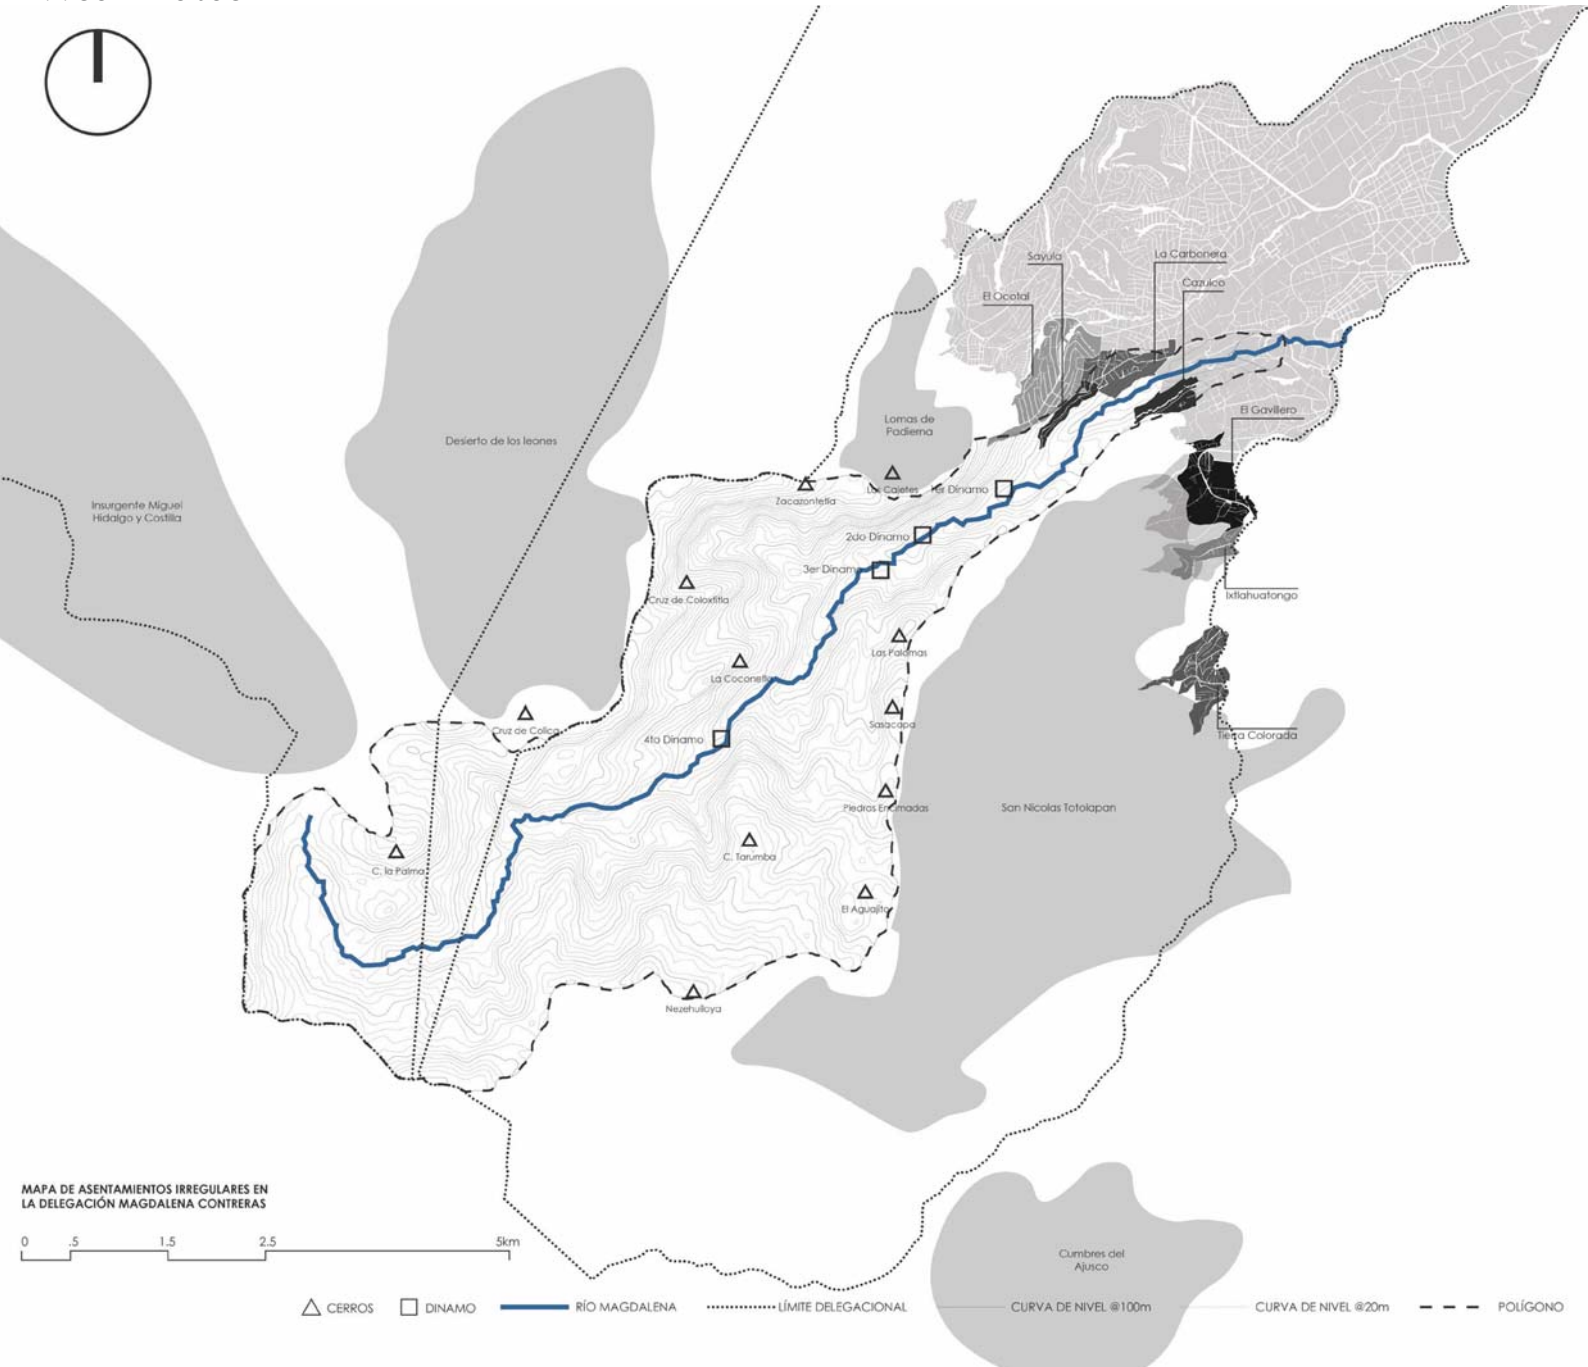 Sayula
La Carbonera
El Ocotal
Cazulco
El Gavillero
Lomas de
Padierna
Desierto de los leones
Insurgente Miguel
Hidalgo y Costilla
Zacazontetla
Los Cajetes
1er Dinamo
2do Dinamo
3er Dinamo
Cruz de Coloxtitla
Ixtlahuatongo
Las Palomas
La Coconetla
Sasacapa
Cruz de Colica
4to Dinamo
Tierra Colorada
Piedras Encimadas
San Nicolas Totolapan
C. Tarumba
C. la Palma
El Aguajito
Nezehuiloya
MAPA DE ASENTAMIENTOS IRREGULARES EN
LA DELEGACIÓN MAGDALENA CONTRERAS
0 .5 1.5 2.5 5km
Cumbres del
Ajusco
CERROS DINAMO RÍO MAGDALENA LÍMITE DELEGACIONAL CURVA DE NIVEL @100m CURVA DE NIVEL @20m POLÍGONO